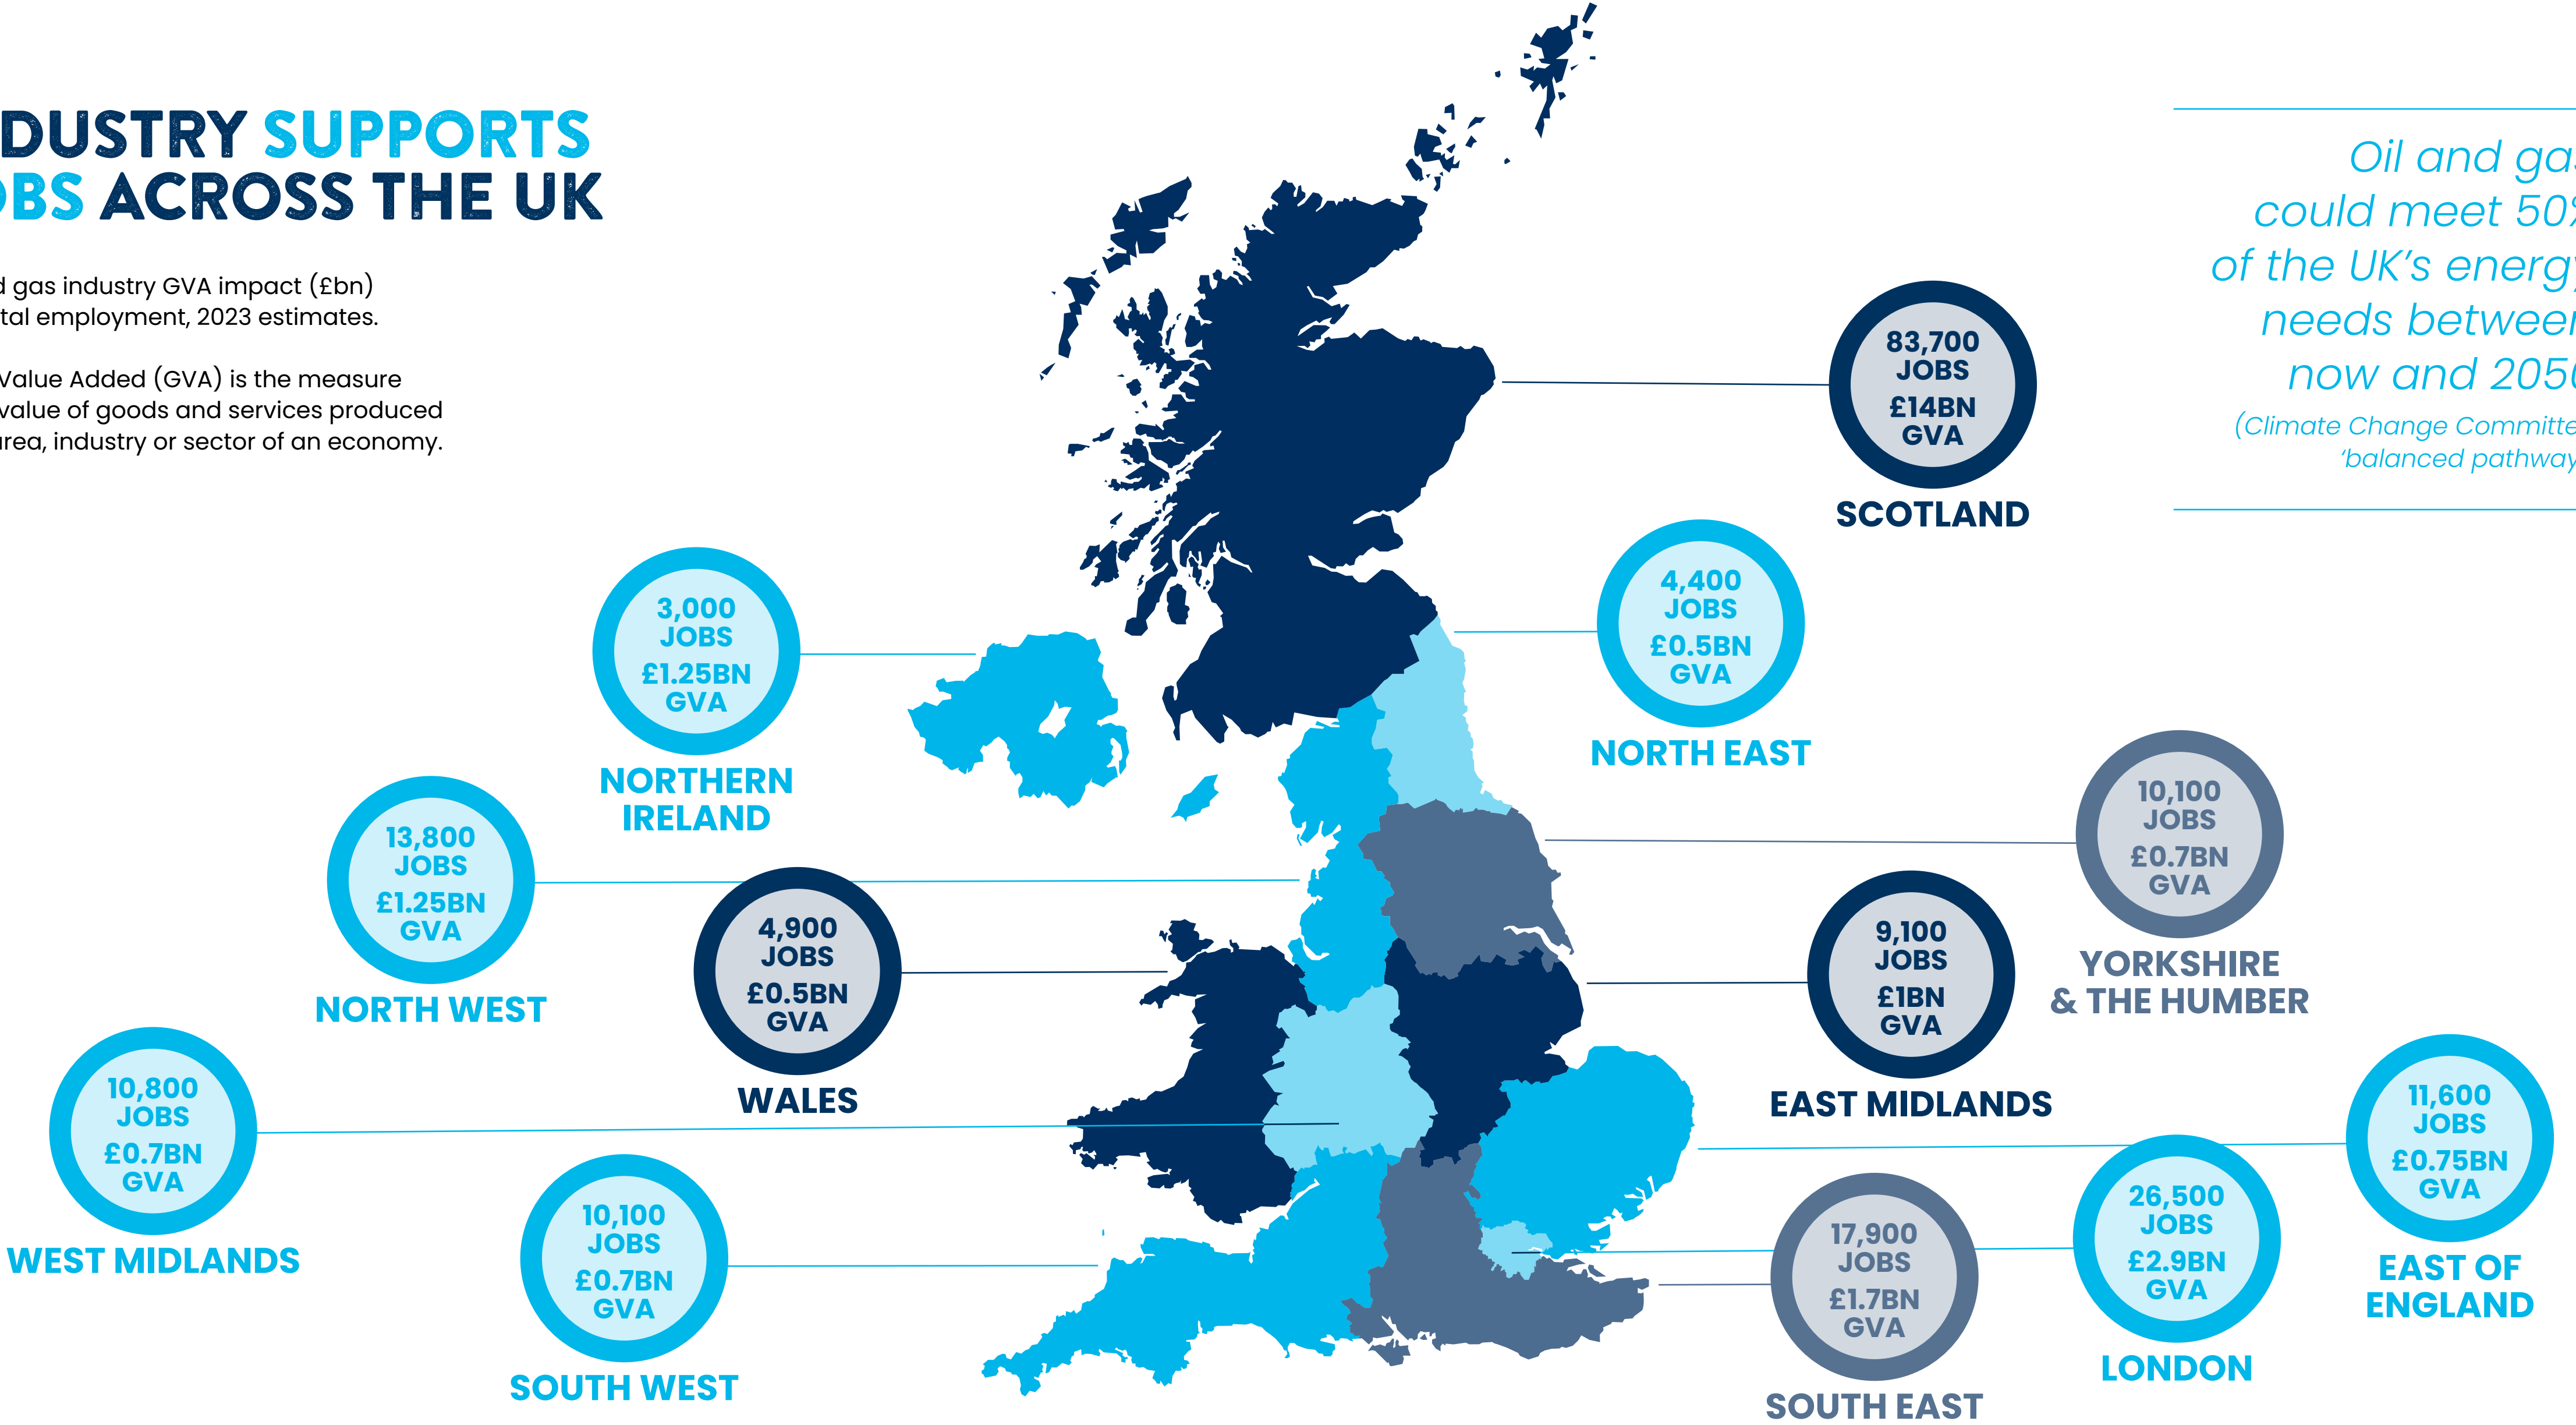 NDUSTRY SUPPORTS
OBS ACROSS THE UK
d gas industry GVA impact (£bn)
tal employment, 2023 estimates.
Value Added (GVA) is the measure
value of goods and services produced
area, industry or sector of an economy.
Oil and gas
could meet 50%
of the UK's energy
needs between
now and 2050
(Climate Change Committe
'balanced pathway
83,700
JOBS
£14BN
GVA
SCOTLAND
3,000
JOBS
£1.25BN
GVA
NORTHERN
IRELAND
4,400
JOBS
£0.5BN
GVA
NORTH EAST
13,800
JOBS
£1.25BN
GVA
NORTH WEST
10,100
JOBS
£0.7BN
GVA
YORKSHIRE
& THE HUMBER
4,900
JOBS
£0.5BN
GVA
WALES
9,100
JOBS
£1BN
GVA
EAST MIDLANDS
10,800
JOBS
£0.7BN
GVA
WEST MIDLANDS
11,600
JOBS
£0.75BN
GVA
EAST OF
ENGLAND
10,100
JOBS
£0.7BN
GVA
SOUTH WEST
17,900
JOBS
£1.7BN
GVA
SOUTH EAST
26,500
JOBS
£2.9BN
GVA
LONDON